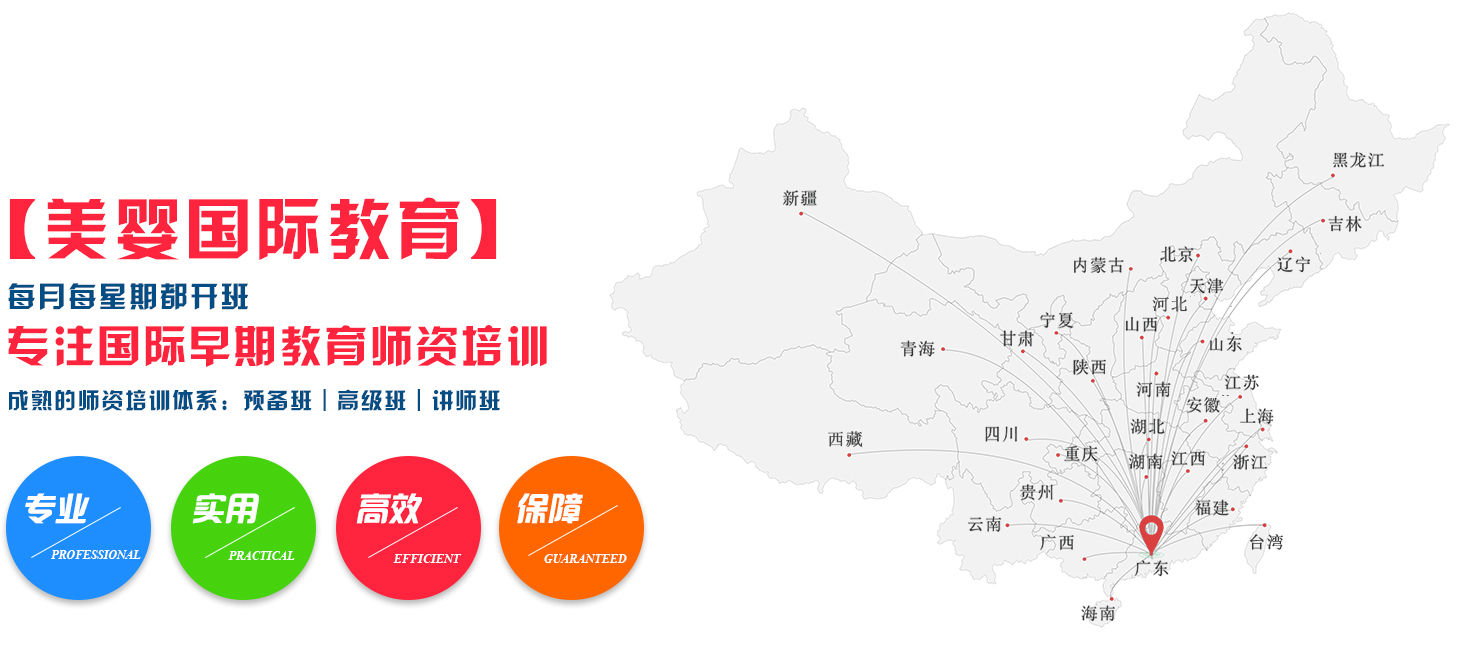 【美婴国际教育】
每月每星期都开班
专注国际早期教育师资培训
成熟的师资培训体系：预备班｜高级班｜讲师班
专业
PROFESSIONAL
实用
PRACTICAL
高效
EFFICIENT
保障
GUARANTEED
黑龙江
新疆
吉林
北京
内蒙古
辽宁
天津
河北
宁夏
山西
甘肃
山东
青海
陕西
江苏
河南
安徽
上海
湖北
四川
西藏
重庆
湖南
江西
浙江
贵州
福建
云南
广西
台湾
广东
海南